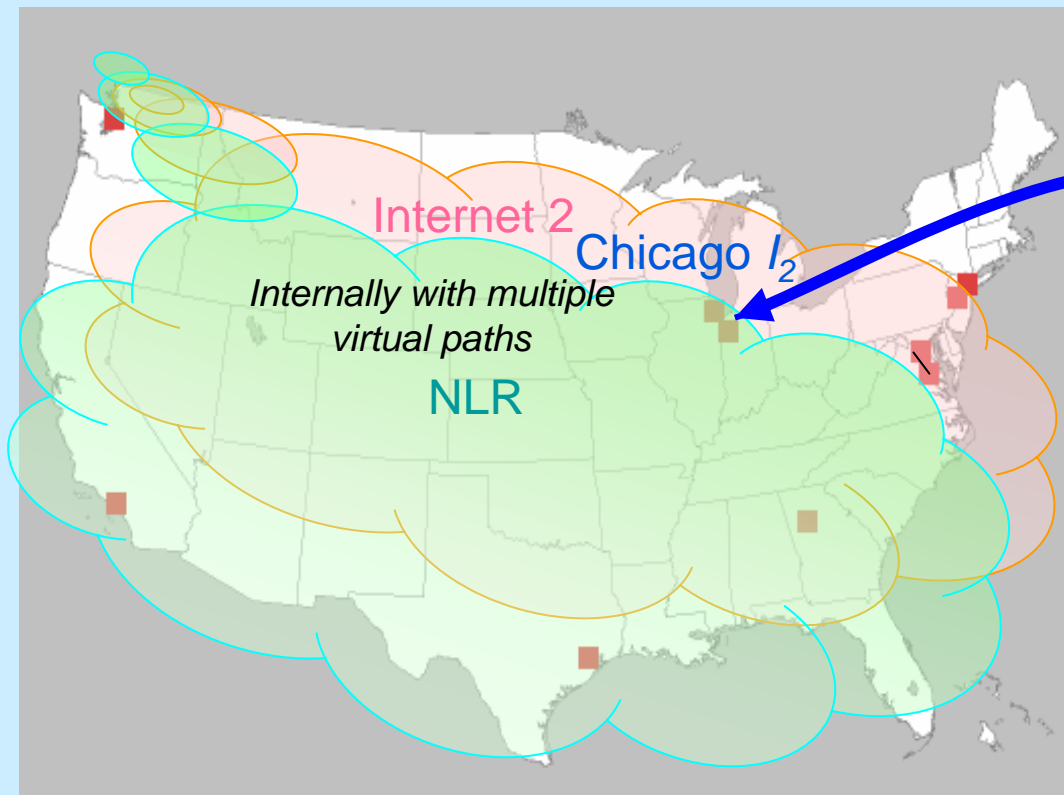 Internet 2
Chicago I2
Internally with multiple
virtual paths
NLR